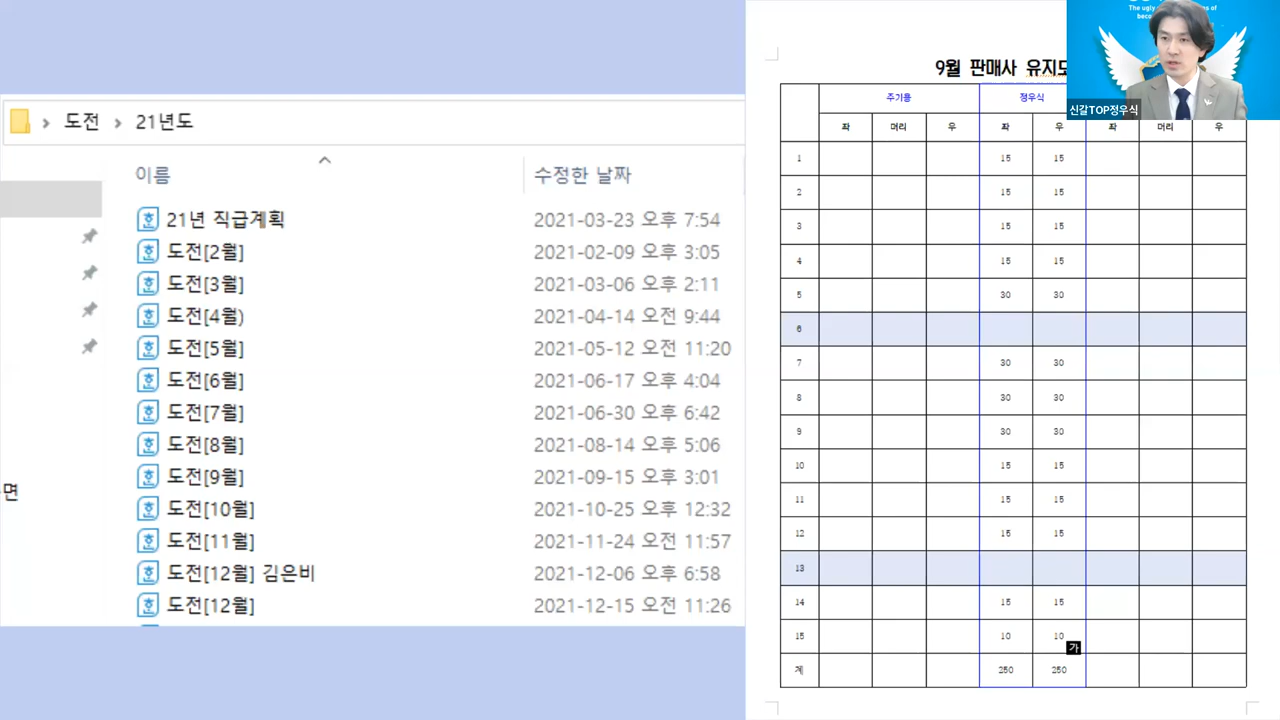 도전 > 21년도
이름 수정한 날짜
21년 직급계획 2021-03-23 오후 7:54
도전[2월] 2021-02-09 오후 3:05
도전[3월] 2021-03-06 오후 2:11
도전[4월) 2021-04-14 오전 9:44
도전[5월] 2021-05-12 오전 11:20
도전[6월] 2021-06-17 오후 4:04
도전[7월] 2021-06-30 오후 6:42
도전[8월] 2021-08-14 오후 5:06
도전[9월] 2021-09-15 오후 3:01
도전[10월] 2021-10-25 오후 12:32
도전[11월] 2021-11-24 오전 11:57
도전[12월] 김은비 2021-12-06 오후 6:58
도전[12월] 2021-12-15 오전 11:26
면
The ugly
9월 판매사 유지도
신갈TOP정우식
주기용 정우식
좌 머리 우 좌 우 좌 머리 우
1 15 15
2 15 15
3 15 15
4 15 15
5 30 30
6
7 30 30
8 30 30
9 30 30
10 15 15
11 15 15
12 15 15
13
14 15 15
15 10 10
가
계 250 250